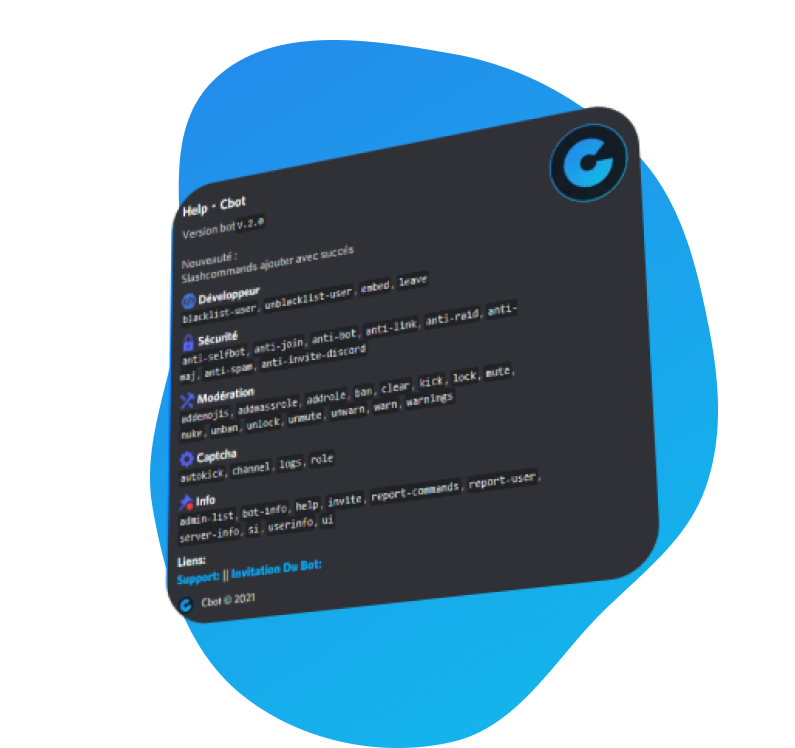 Help • Cbot
Version bot v.2.0
Nouveauté :
Slashcommands ajouter avec succés
Développeur
blacklist-user, unblacklist-user, embed, leave
Sécurité
anti-selfbot, anti-join, anti-bot, anti-link, anti-raid, anti-
maj, anti-spam, anti-invite-discord
Modération
addemojis, addmassrole, addrole, ban, clear, kick, lock, mute,
nuke, unban, unlock, unmute, unwarn, warn, warnings
Captcha
autokick, channel, logs, role
Info
admin-list, bot-info, help, invite, report-commands, report-user,
server-info, si, userinfo, ui
Liens:
Support: || Invitation Du Bot:
Cbot © 2021